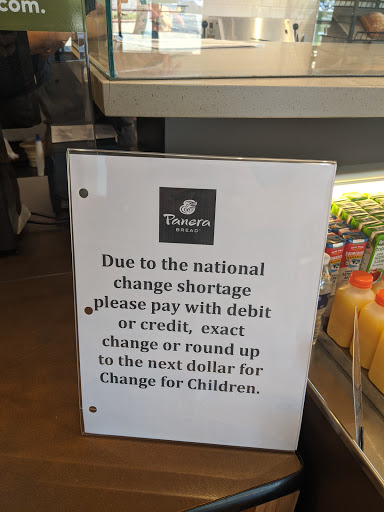 com.
Panera
BREAD
Due to the national
change shortage
please pay with debit
or credit, exact
change or round up
to the next dollar for
Change for Children.